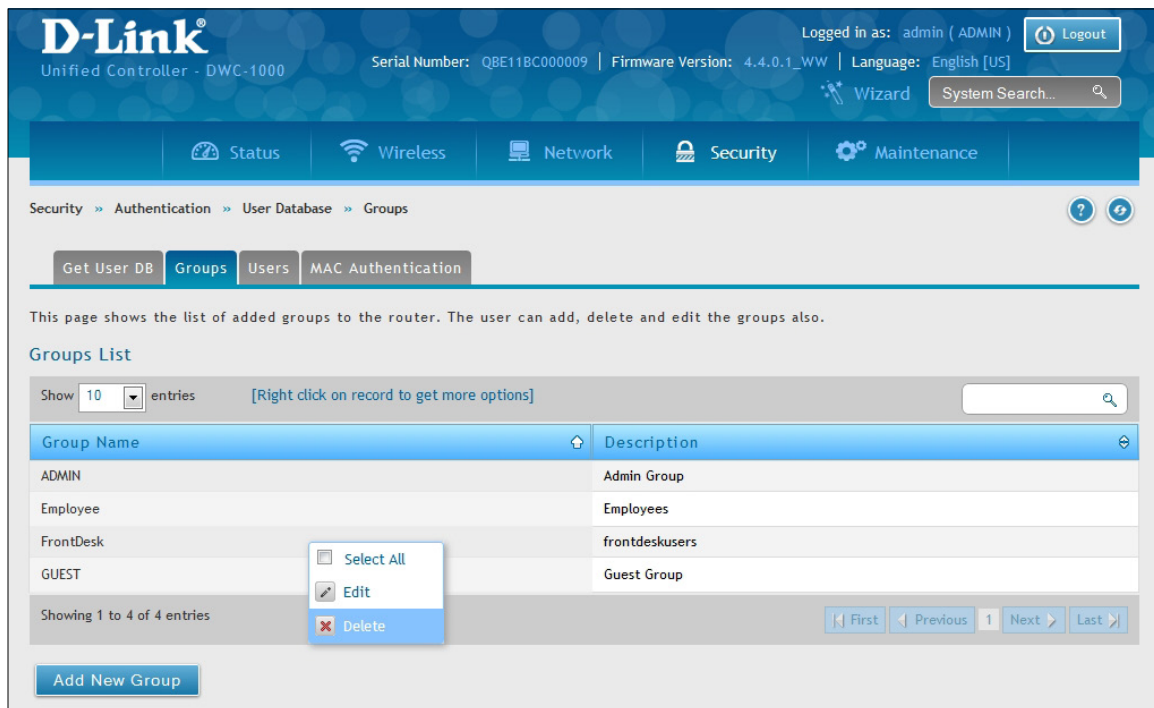 D-Link®
Unified Controller - DWC-1000
Logged in as: admin ( ADMIN ) Logout
Serial Number: QBE11BC000009 | Firmware Version: 4.4.0.1_WW | Language: English [US]
Wizard System Search...
Status Wireless Network Security Maintenance
Security » Authentication » User Database » Groups
Get User DB Groups Users MAC Authentication
This page shows the list of added groups to the router. The user can add, delete and edit the groups also.
Groups List
Show 10 entries [Right click on record to get more options]
Group Name Description
ADMIN Admin Group
Employee Employees
FrontDesk frontdeskusers
GUEST Guest Group
Select All
Edit
Delete
Showing 1 to 4 of 4 entries First Previous 1 Next Last
Add New Group